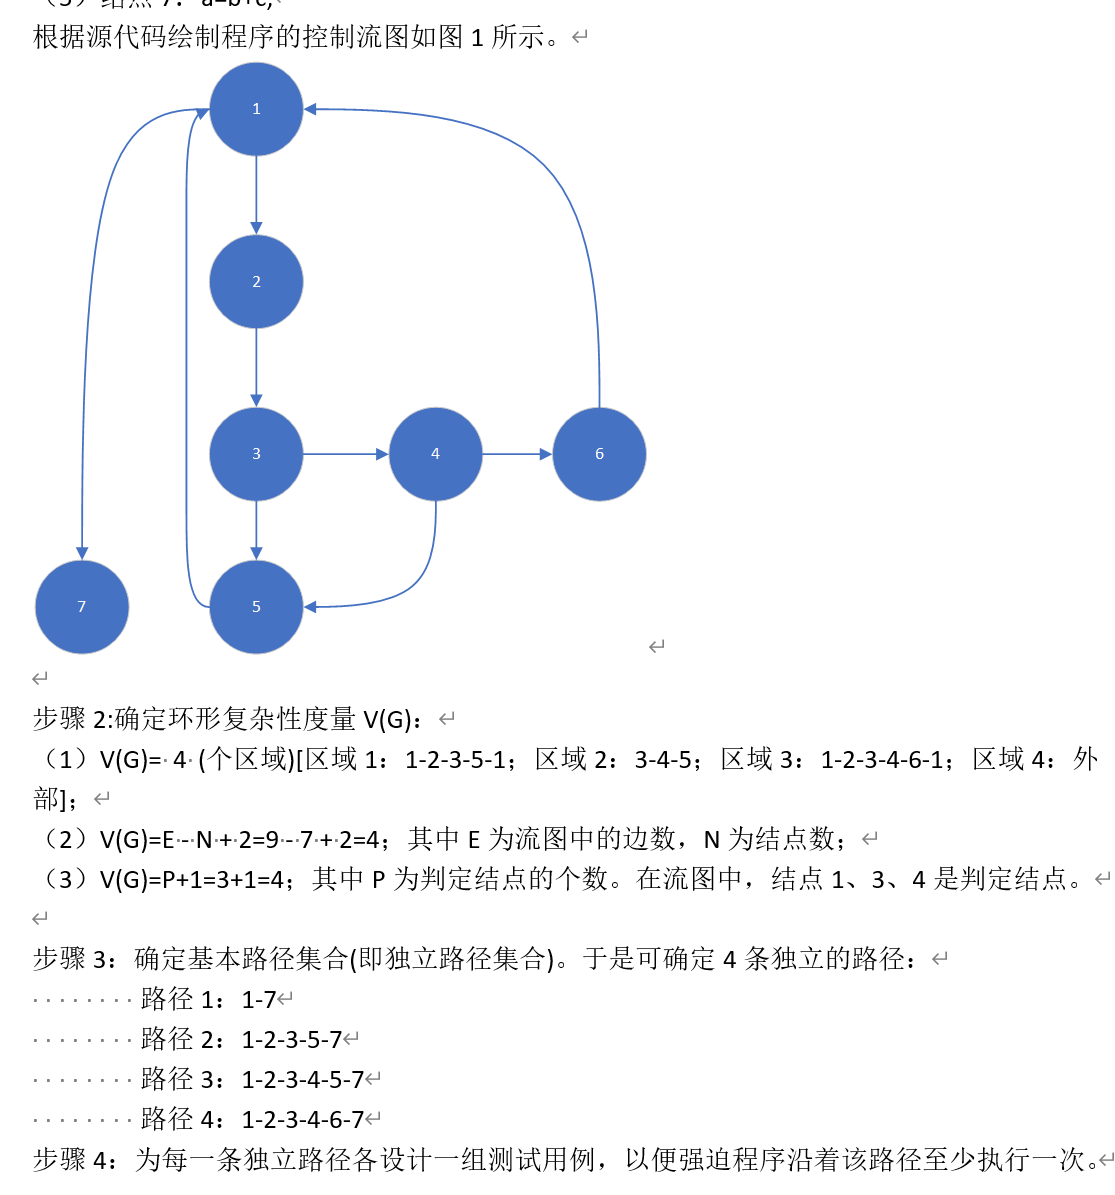 （5）结点 7：a=b+c;
根据源代码绘制程序的控制流图如图 1 所示。
1
2
3
4
6
7
5
步骤 2:确定环形复杂性度量 V(G)：
（1）V(G)= 4 (个区域)[区域 1：1-2-3-5-1；区域 2：3-4-5；区域 3：1-2-3-4-6-1；区域 4：外
部]；
（2）V(G)=E - N + 2=9 - 7 + 2=4；其中 E 为流图中的边数，N 为结点数；
（3）V(G)=P+1=3+1=4；其中 P 为判定结点的个数。在流图中，结点 1、3、4 是判定结点。
步骤 3：确定基本路径集合(即独立路径集合)。于是可确定 4 条独立的路径：
路径 1：1-7
路径 2：1-2-3-5-7
路径 3：1-2-3-4-5-7
路径 4：1-2-3-4-6-7
步骤 4：为每一条独立路径各设计一组测试用例，以便强迫程序沿着该路径至少执行一次。